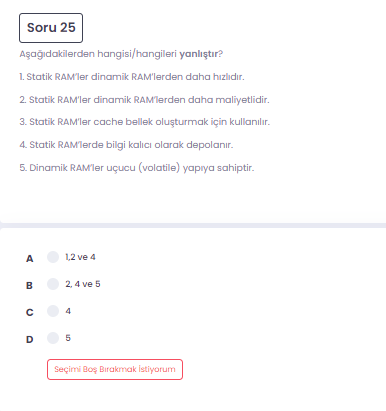 Soru 25
Aşağıdakilerden hangisi/hangileri yanlıştır?
1. Statik RAM'ler dinamik RAM'lerden daha hızlıdır.
2. Statik RAM'ler dinamik RAM'lerden daha maliyetlidir.
3. Statik RAM'ler cache bellek oluşturmak için kullanılır.
4. Statik RAM'lerde bilgi kalıcı olarak depolanır.
5. Dinamik RAM'ler uçucu (volatile) yapıya sahiptir.
A 1,2 ve 4
B 2, 4 ve 5
C 4
D 5
Seçimi Boş Bırakmak İstiyorum